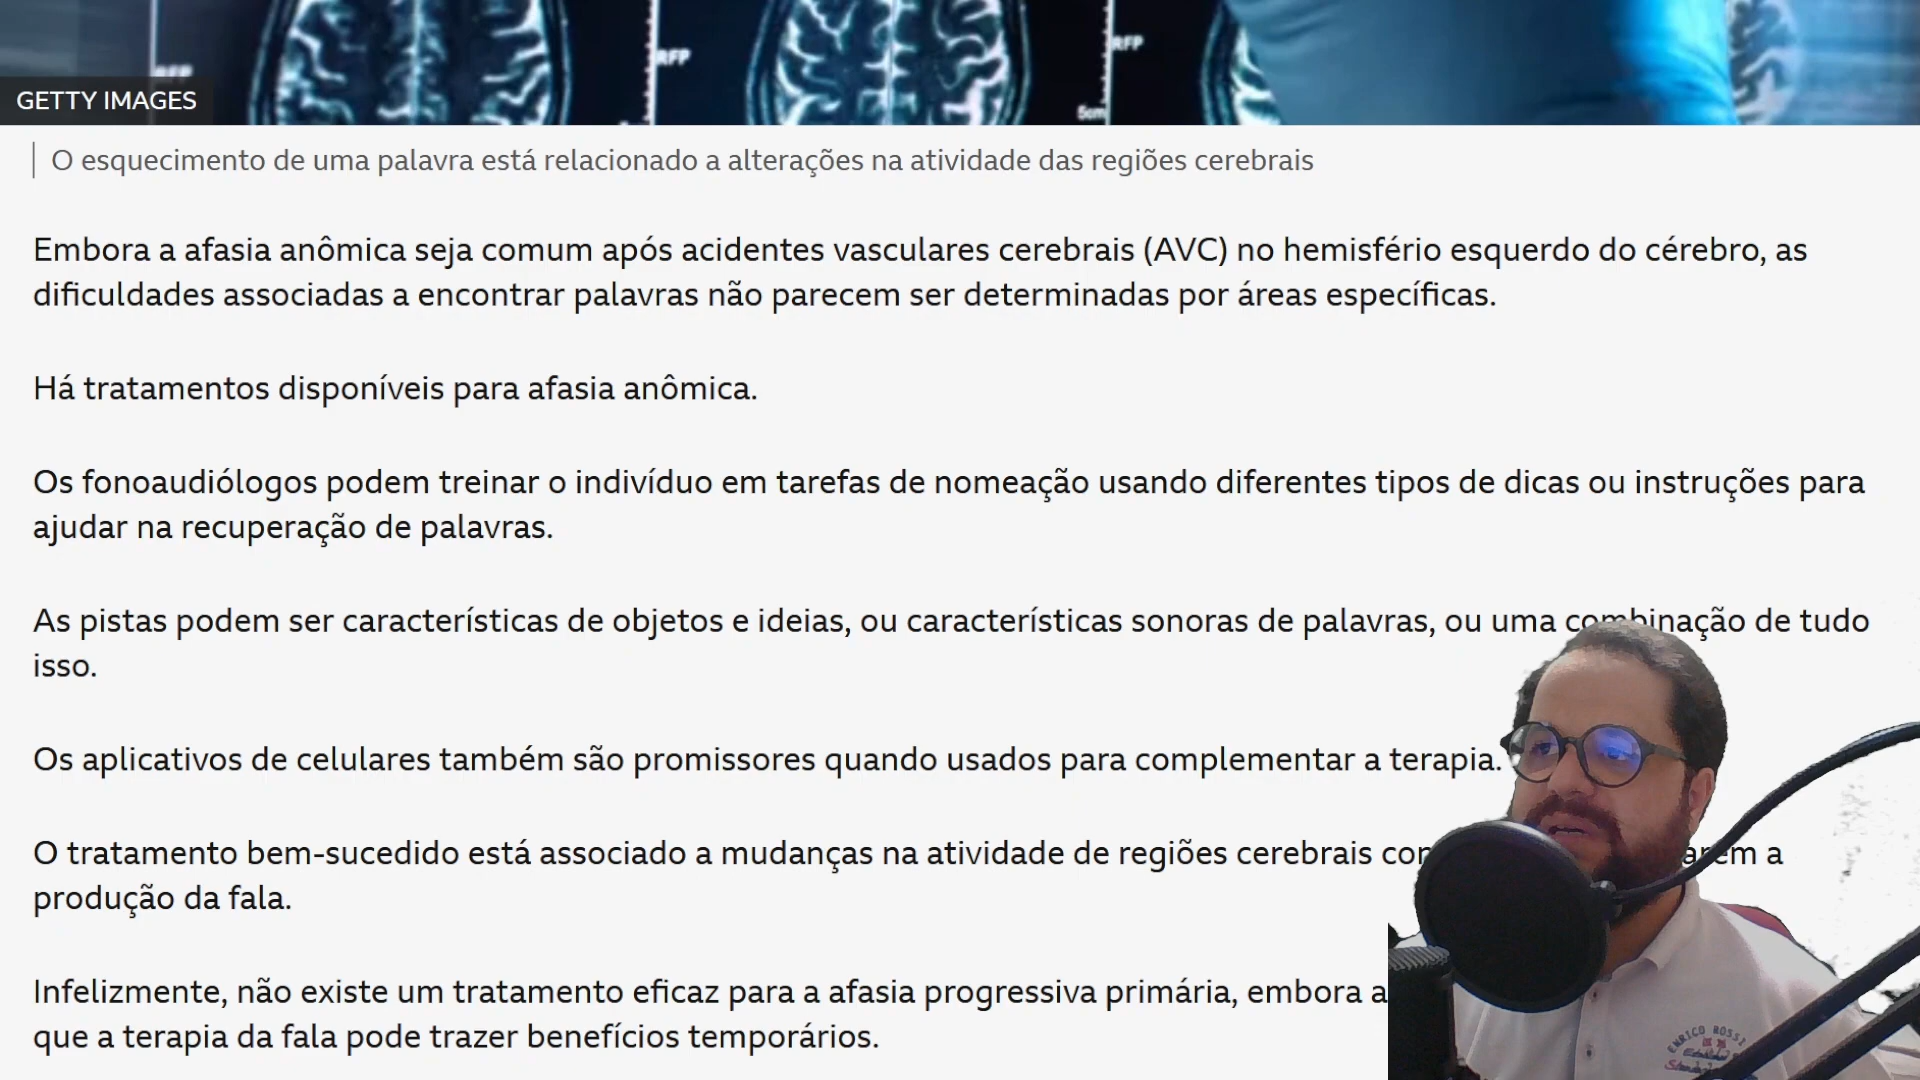 RFP
RFP
RFP
5cm
GETTY IMAGES
O esquecimento de uma palavra está relacionado a alterações na atividade das regiões cerebrais
Embora a afasia anômica seja comum após acidentes vasculares cerebrais (AVC) no hemisfério esquerdo do cérebro, as
dificuldades associadas a encontrar palavras não parecem ser determinadas por áreas específicas.
Há tratamentos disponíveis para afasia anômica.
Os fonoaudiólogos podem treinar o indivíduo em tarefas de nomeação usando diferentes tipos de dicas ou instruções para
ajudar na recuperação de palavras.
As pistas podem ser características de objetos e ideias, ou características sonoras de palavras, ou uma combinação de tudo
isso.
Os aplicativos de celulares também são promissores quando usados para complementar a terapia.
O tratamento bem-sucedido está associado a mudanças na atividade de regiões cerebrais a
produção da fala.
Infelizmente, não existe um tratamento eficaz para a afasia progressiva primária, embora
que a terapia da fala pode trazer benefícios temporários.
ENRICO ROSSI